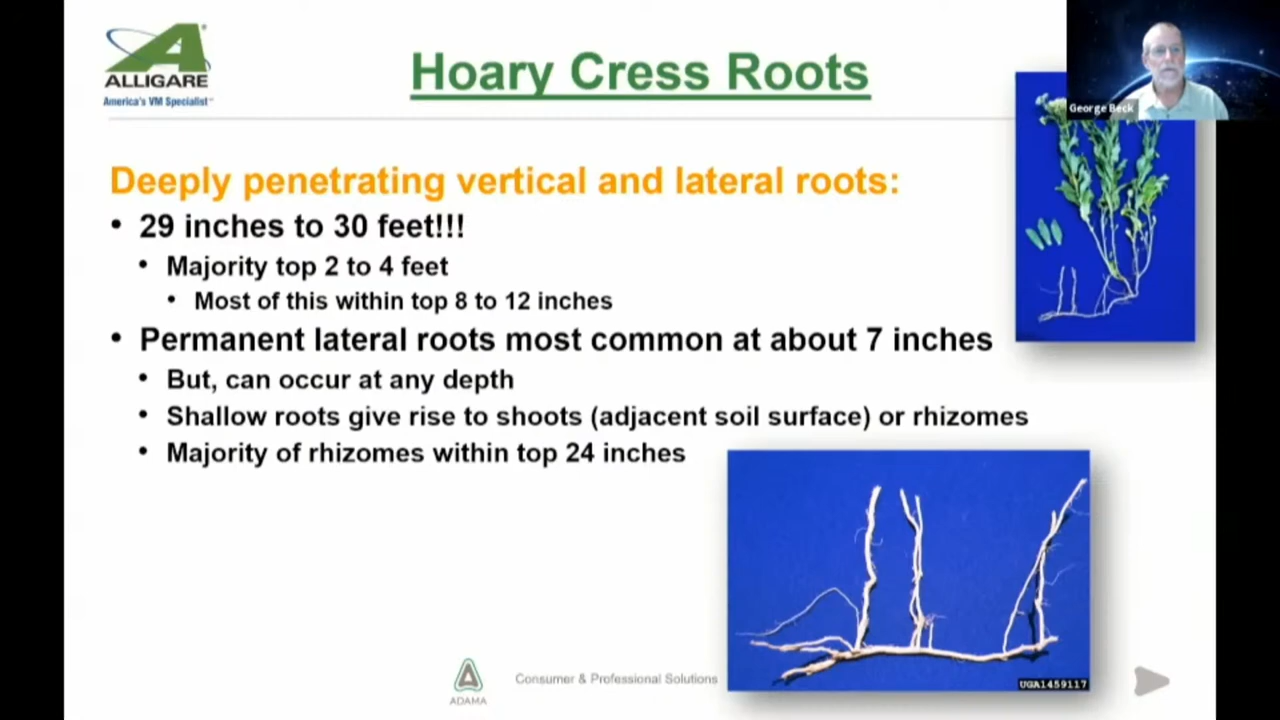 ALLIGARE
America's VM Specialist
Hoary Cress Roots
George Beck
Deeply penetrating vertical and lateral roots:
• 29 inches to 30 feet!!!
• Majority top 2 to 4 feet
• Most of this within top 8 to 12 inches
• Permanent lateral roots most common at about 7 inches
• But, can occur at any depth
• Shallow roots give rise to shoots (adjacent soil surface) or rhizomes
• Majority of rhizomes within top 24 inches
UGA1459117
ADAMA
Consumer & Professional Solutions